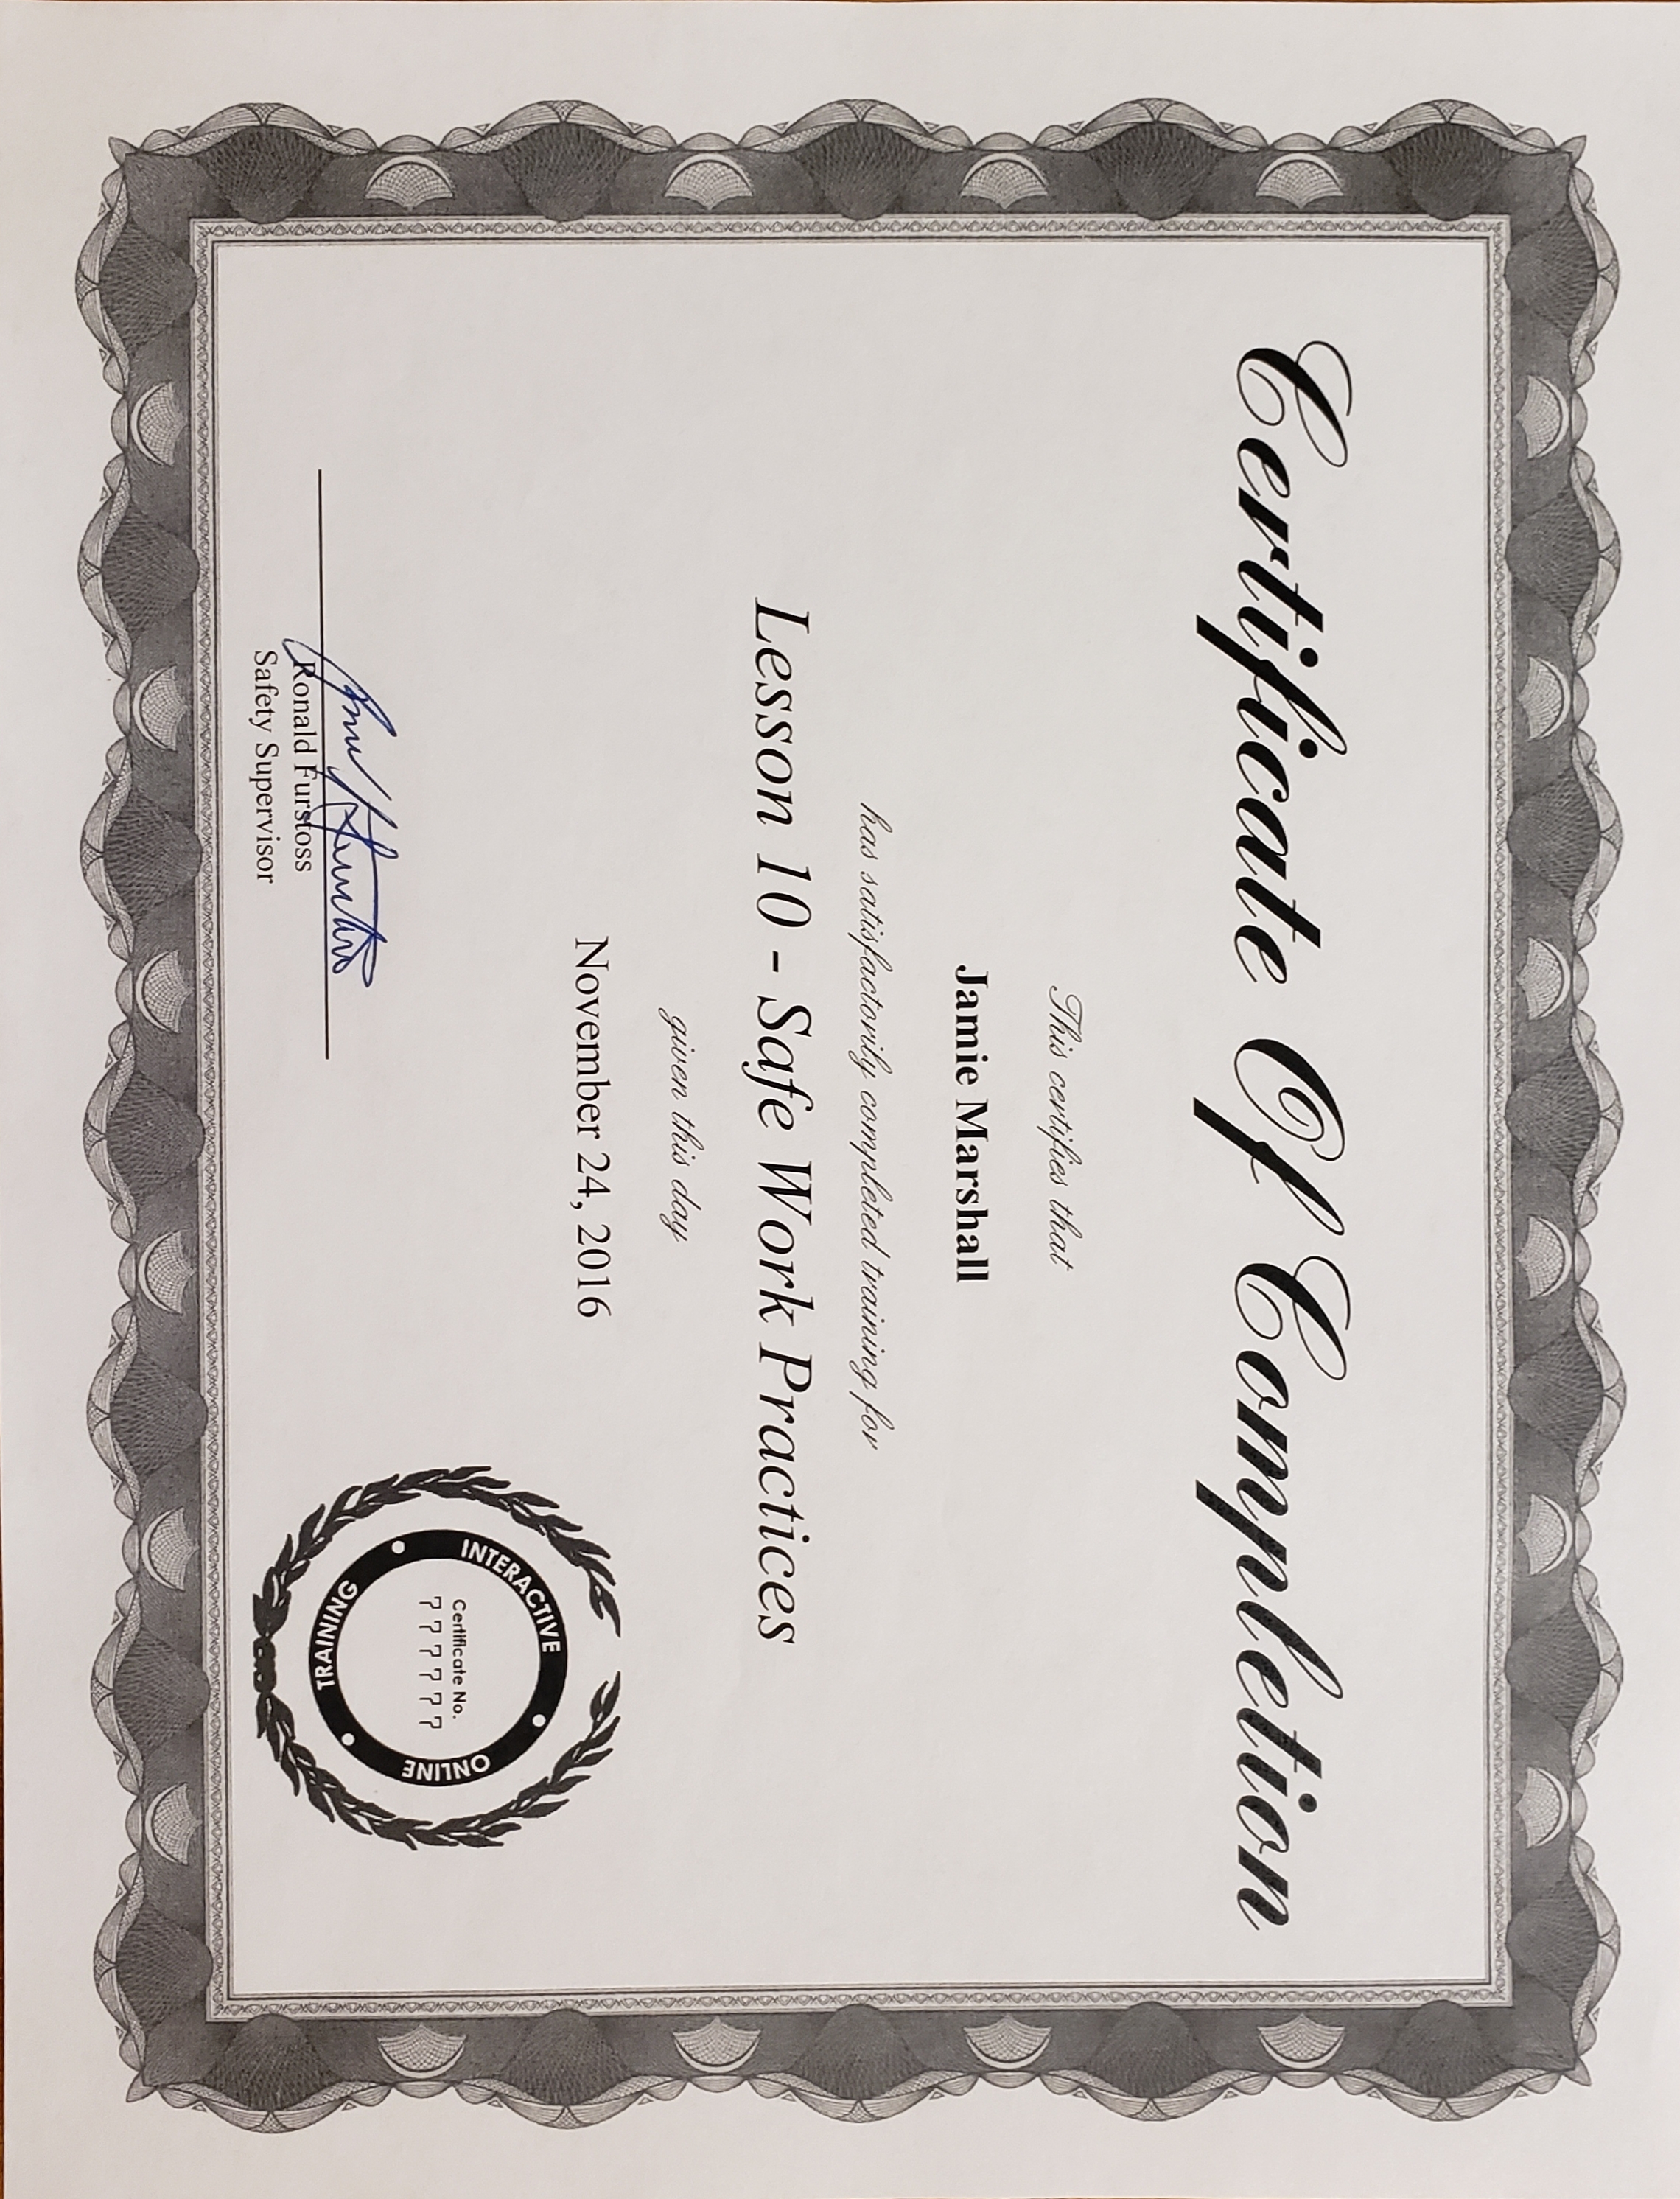 Certificate Of Completion
This certifies that
Jamie Marshall
has satisfactorily completed training for
Lesson 10 - Safe Work Practices
given this day
November 24, 2016
INTERACTIVE • ONLINE • TRAINING •
Certificate No.
777777
Ronald Furstoss
Safety Supervisor